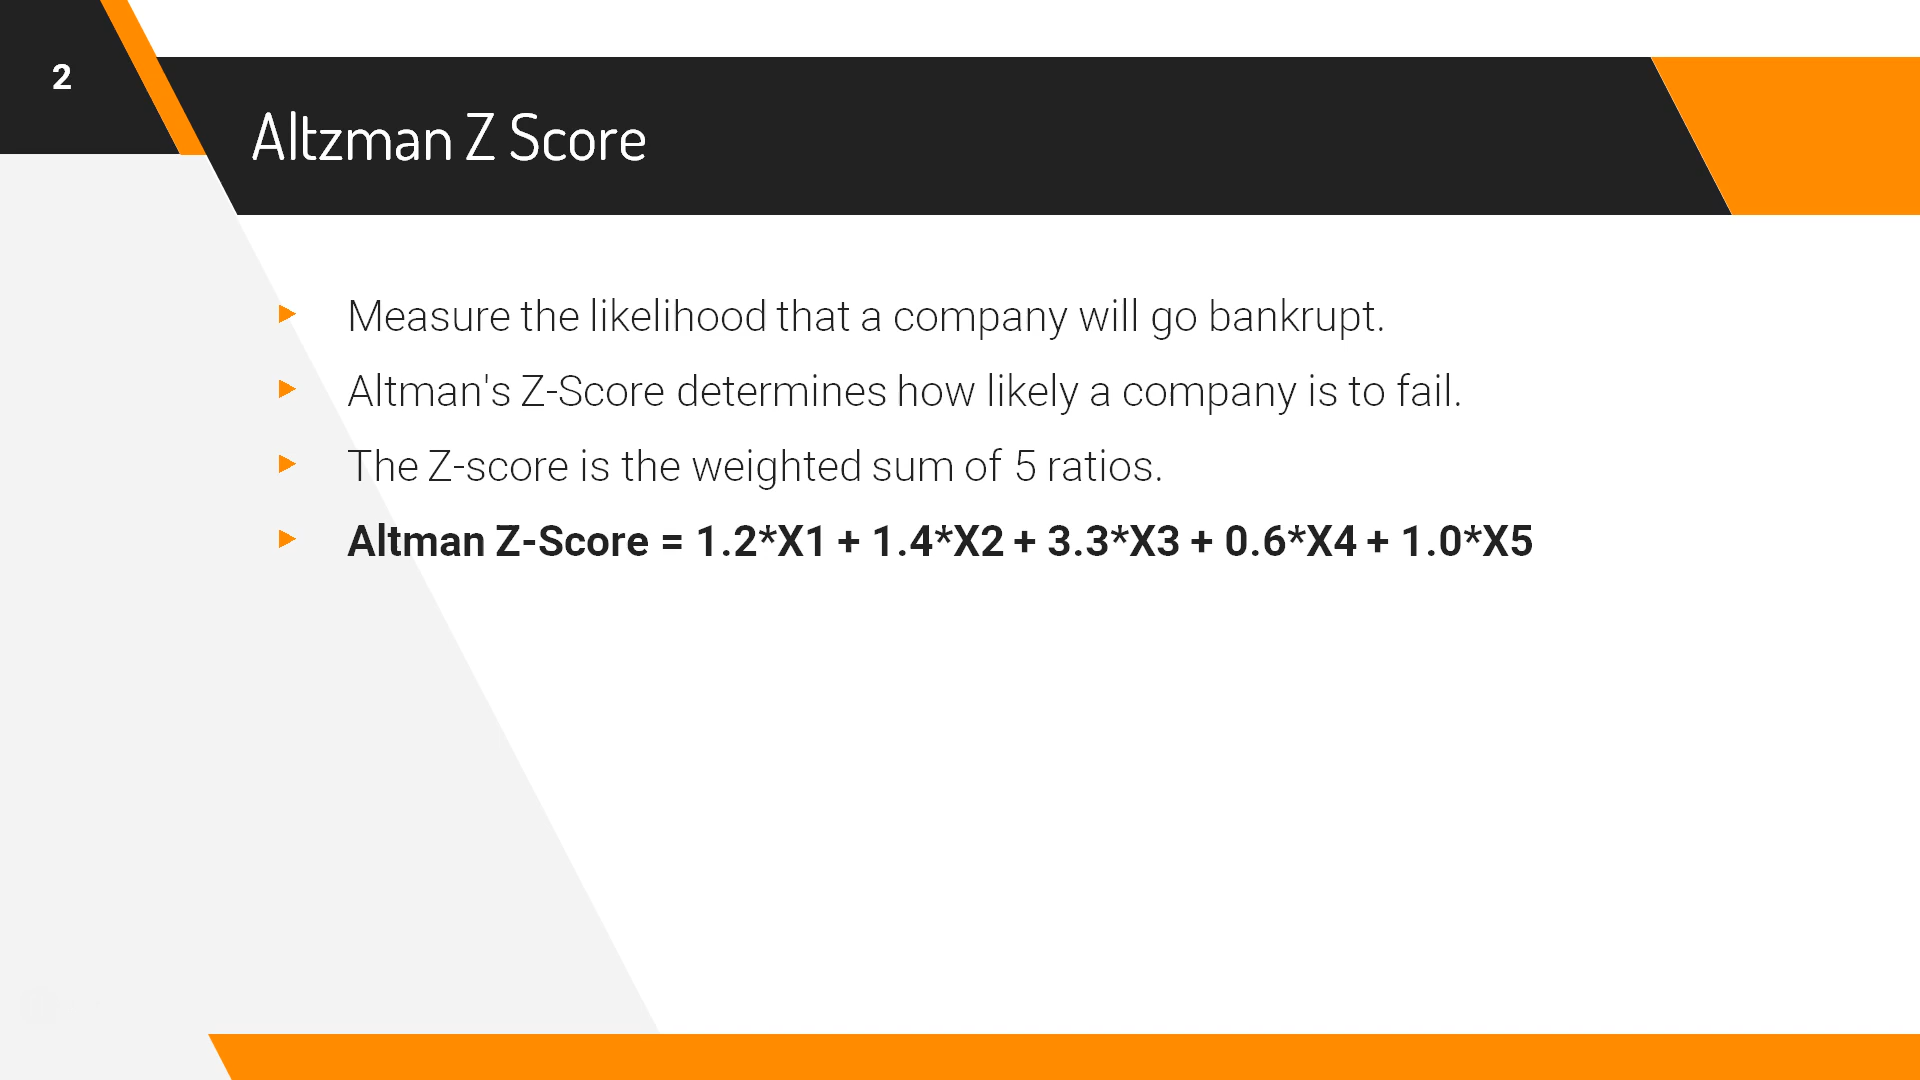 2
Altzman Z Score
Measure the likelihood that a company will go bankrupt.
Altman's Z-Score determines how likely a company is to fail.
The Z-score is the weighted sum of 5 ratios.
Altman Z-Score = 1.2*X1 + 1.4*X2 + 3.3*X3 + 0.6*X4 + 1.0*X5